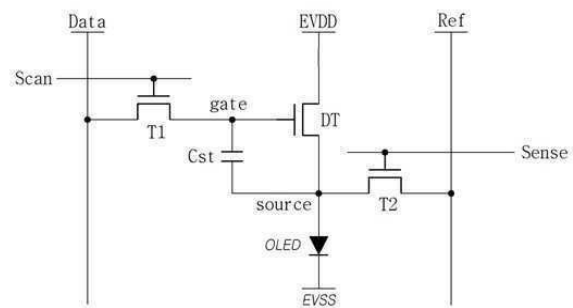 Data
EVDD
Ref
Scan
gate
DT
T1
Cst
Sense
source
T2
OLED
EVSS